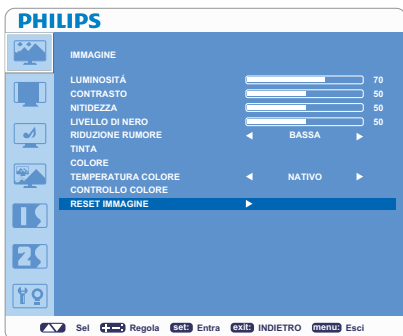 PHILIPS
IMMAGINE
LUMINOSITÁ 70
CONTRASTO 50
NITIDEZZA 50
LIVELLO DI NERO 50
RIDUZIONE RUMORE BASSA
TINTA
COLORE
TEMPERATURA COLORE NATIVO
CONTROLLO COLORE
RESET IMMAGINE
Sel Regola set: Entra exit: INDIETRO menu: Esci